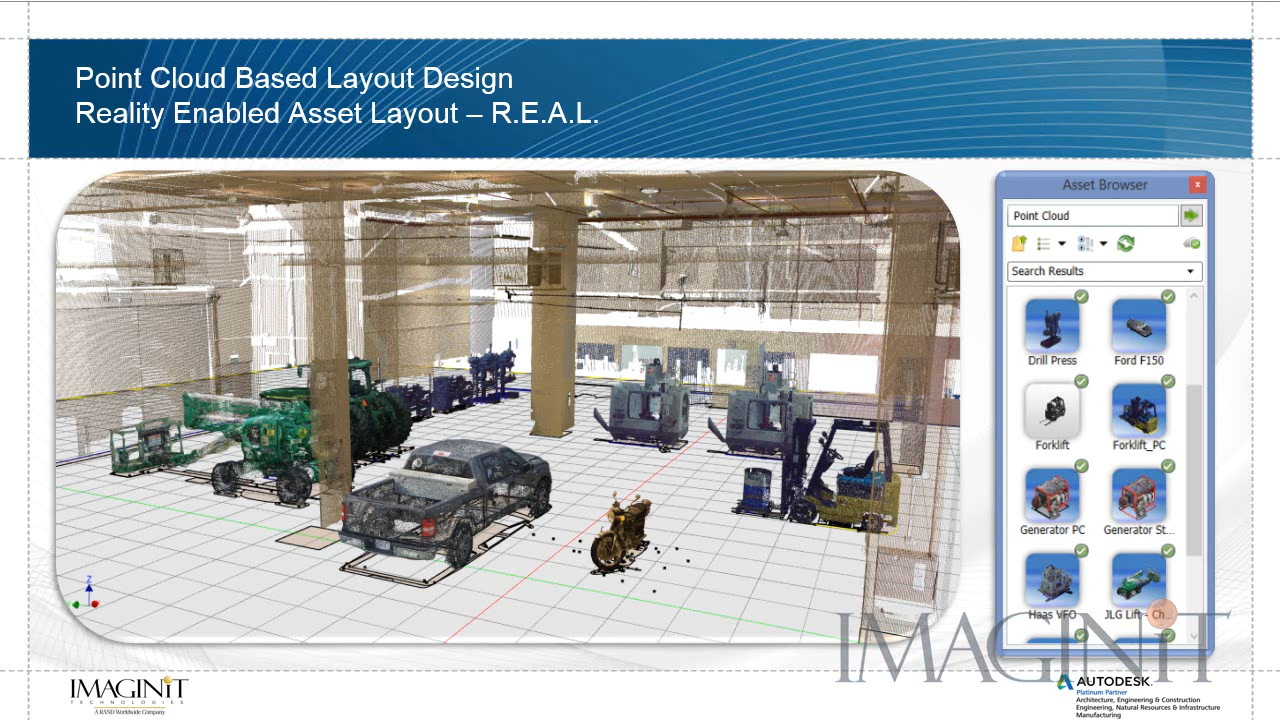 Point Cloud Based Layout Design
Reality Enabled Asset Layout – R.E.A.L.
Asset Browser
x
Point Cloud
Search Results
Drill Press
Ford F150
Forklift
Forklift_PC
Generator PC
Generator St...
Haas VFO
JLG Lift - Ch...
Z
IMAGINiT
IMAGINiT
TECHNOLOGIES
A RAND Worldwide Company
AUTODESK.
Platinum Partner
Architecture, Engineering & Construction
Engineering, Natural Resources & Infrastructure
Manufacturing